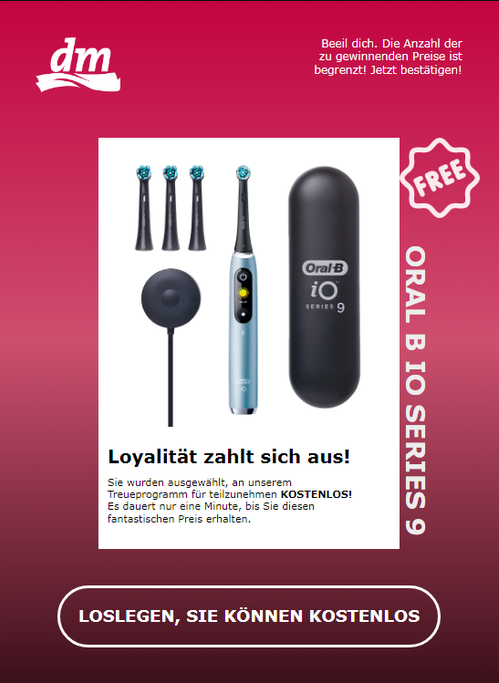 dm
Beeil dich. Die Anzahl der
zu gewinnenden Preise ist
begrenzt! Jetzt bestätigen!
FREE
Oral-B
iO
SERIES 9
ORAL B IO SERIES 9
Loyalität zahlt sich aus!
Sie wurden ausgewählt, an unserem
Treueprogramm für teilzunehmen KOSTENLOS!
Es dauert nur eine Minute, bis Sie diesen
fantastischen Preis erhalten.
LOSLEGEN, SIE KÖNNEN KOSTENLOS